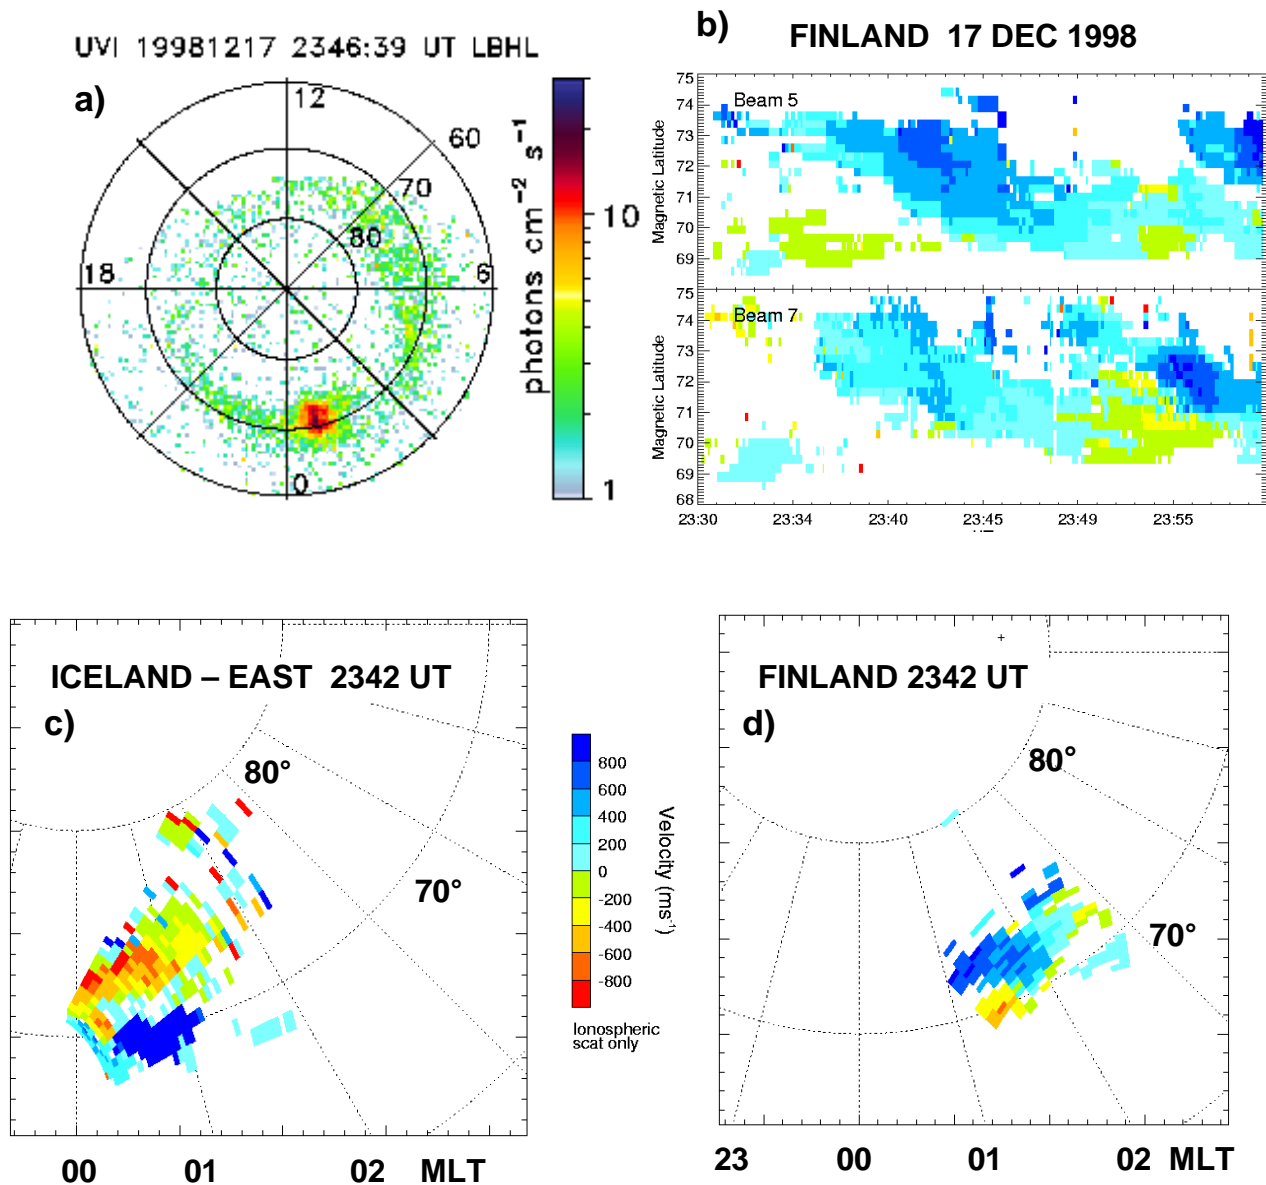 UVI 19981217 2346:39 UT LBHL
a)
12
60
70
80
18
6
0
10
1
photons cm⁻² s⁻¹
b)
FINLAND 17 DEC 1998
Beam 5
75
74
73
72
71
70
69
Magnetic Latitude
Beam 7
75
74
73
72
71
70
69
68
Magnetic Latitude
23:30 23:34 23:40 23:45 23:49 23:55
ICELAND – EAST 2342 UT
c)
80°
70°
00 01 02 MLT
800
600
400
200
0
-200
-400
-600
-800
Velocity (ms⁻¹)
Ionospheric
scat only
FINLAND 2342 UT
d)
80°
70°
23 00 01 02 MLT